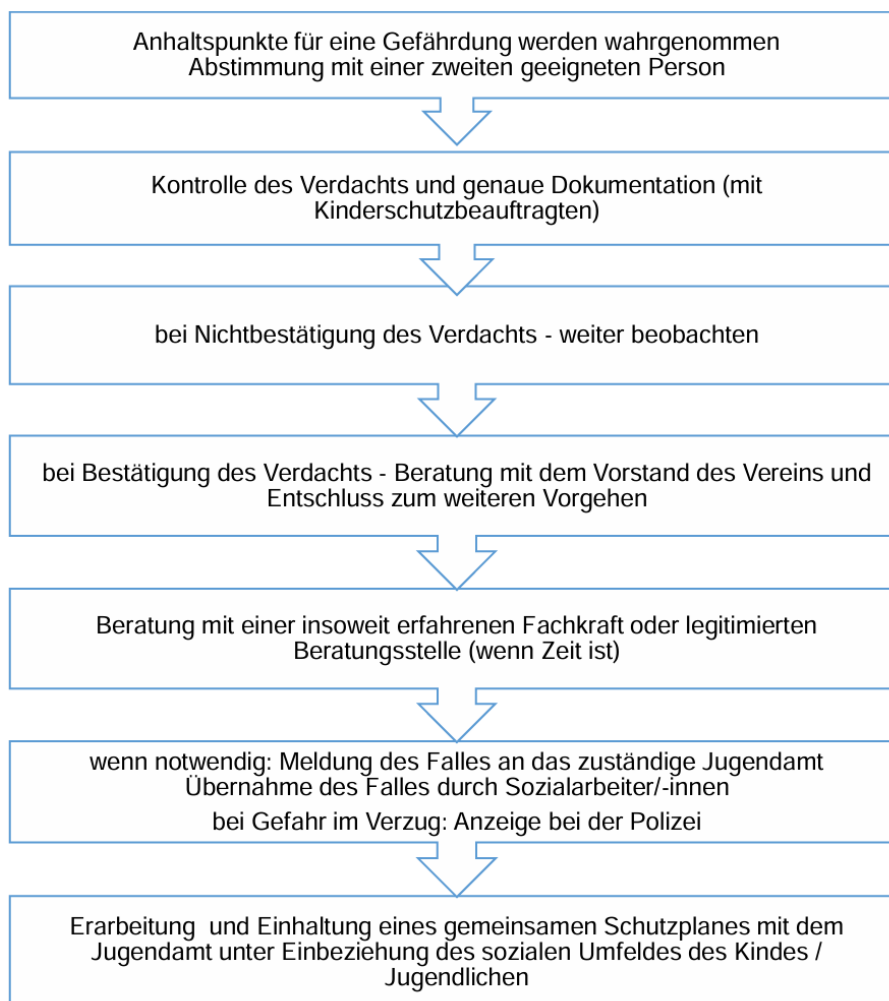 Anhaltspunkte für eine Gefährdung werden wahrgenommen
Abstimmung mit einer zweiten geeigneten Person
Kontrolle des Verdachts und genaue Dokumentation (mit
Kinderschutzbeauftragten)
bei Nichtbestätigung des Verdachts - weiter beobachten
bei Bestätigung des Verdachts - Beratung mit dem Vorstand des Vereins und
Entschluss zum weiteren Vorgehen
Beratung mit einer insoweit erfahrenen Fachkraft oder legitimierten
Beratungsstelle (wenn Zeit ist)
wenn notwendig: Meldung des Falles an das zuständige Jugendamt
Übernahme des Falles durch Sozialarbeiter/-innen
bei Gefahr im Verzug: Anzeige bei der Polizei
Erarbeitung und Einhaltung eines gemeinsamen Schutzplanes mit dem
Jugendamt unter Einbeziehung des sozialen Umfeldes des Kindes /
Jugendlichen